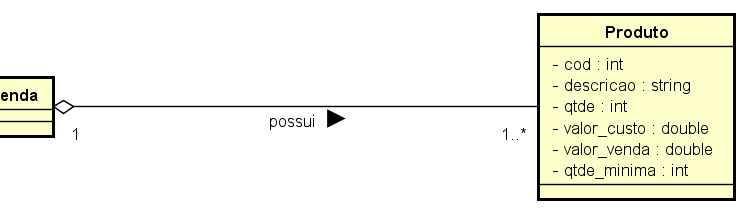 Produto
- cod : int
- descricao : string
- qtde : int
- valor_custo : double
- valor_venda : double
- qtde_minima : int
enda
1
possui
1..*